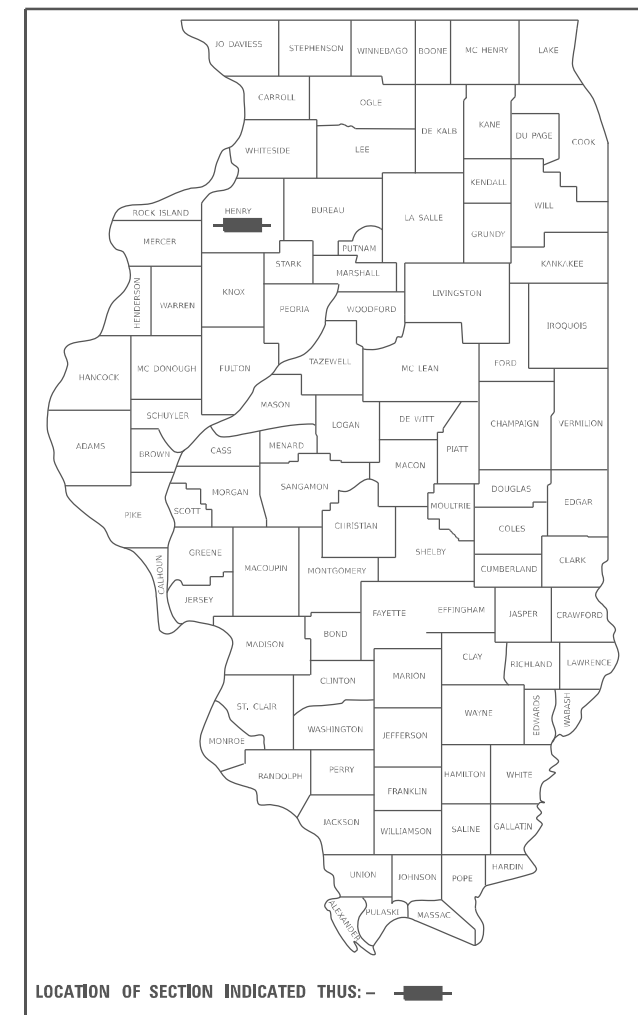 JO DAVIESS
STEPHENSON
WINNEBAGO
BOONE
MC HENRY
LAKE
CARROLL
OGLE
DE KALB
KANE
DU PAGE
COOK
WHITESIDE
LEE
KENDALL
WILL
ROCK ISLAND
HENRY
BUREAU
LA SALLE
GRUNDY
MERCER
PUTNAM
KANKAKEE
STARK
MARSHALL
HENDERSON
WARREN
KNOX
PEORIA
WOODFORD
LIVINGSTON
IROQUOIS
HANCOCK
MC DONOUGH
FULTON
TAZEWELL
MC LEAN
FORD
MASON
SCHUYLER
LOGAN
DE WITT
CHAMPAIGN
VERMILION
ADAMS
BROWN
CASS
MENARD
MACON
PIATT
PIKE
SCOTT
MORGAN
SANGAMON
CHRISTIAN
MOULTRIE
DOUGLAS
EDGAR
COLES
CALHOUN
GREENE
MACOUPIN
MONTGOMERY
SHELBY
CUMBERLAND
CLARK
JERSEY
FAYETTE
EFFINGHAM
JASPER
CRAWFORD
MADISON
BOND
CLAY
RICHLAND
LAWRENCE
CLINTON
MARION
ST. CLAIR
WASHINGTON
WAYNE
EDWARDS
WABASH
MONROE
JEFFERSON
RANDOLPH
PERRY
HAMILTON
WHITE
FRANKLIN
JACKSON
WILLIAMSON
SALINE
GALLATIN
UNION
JOHNSON
POPE
HARDIN
ALEXANDER
PULASKI
MASSAC
LOCATION OF SECTION INDICATED THUS: –